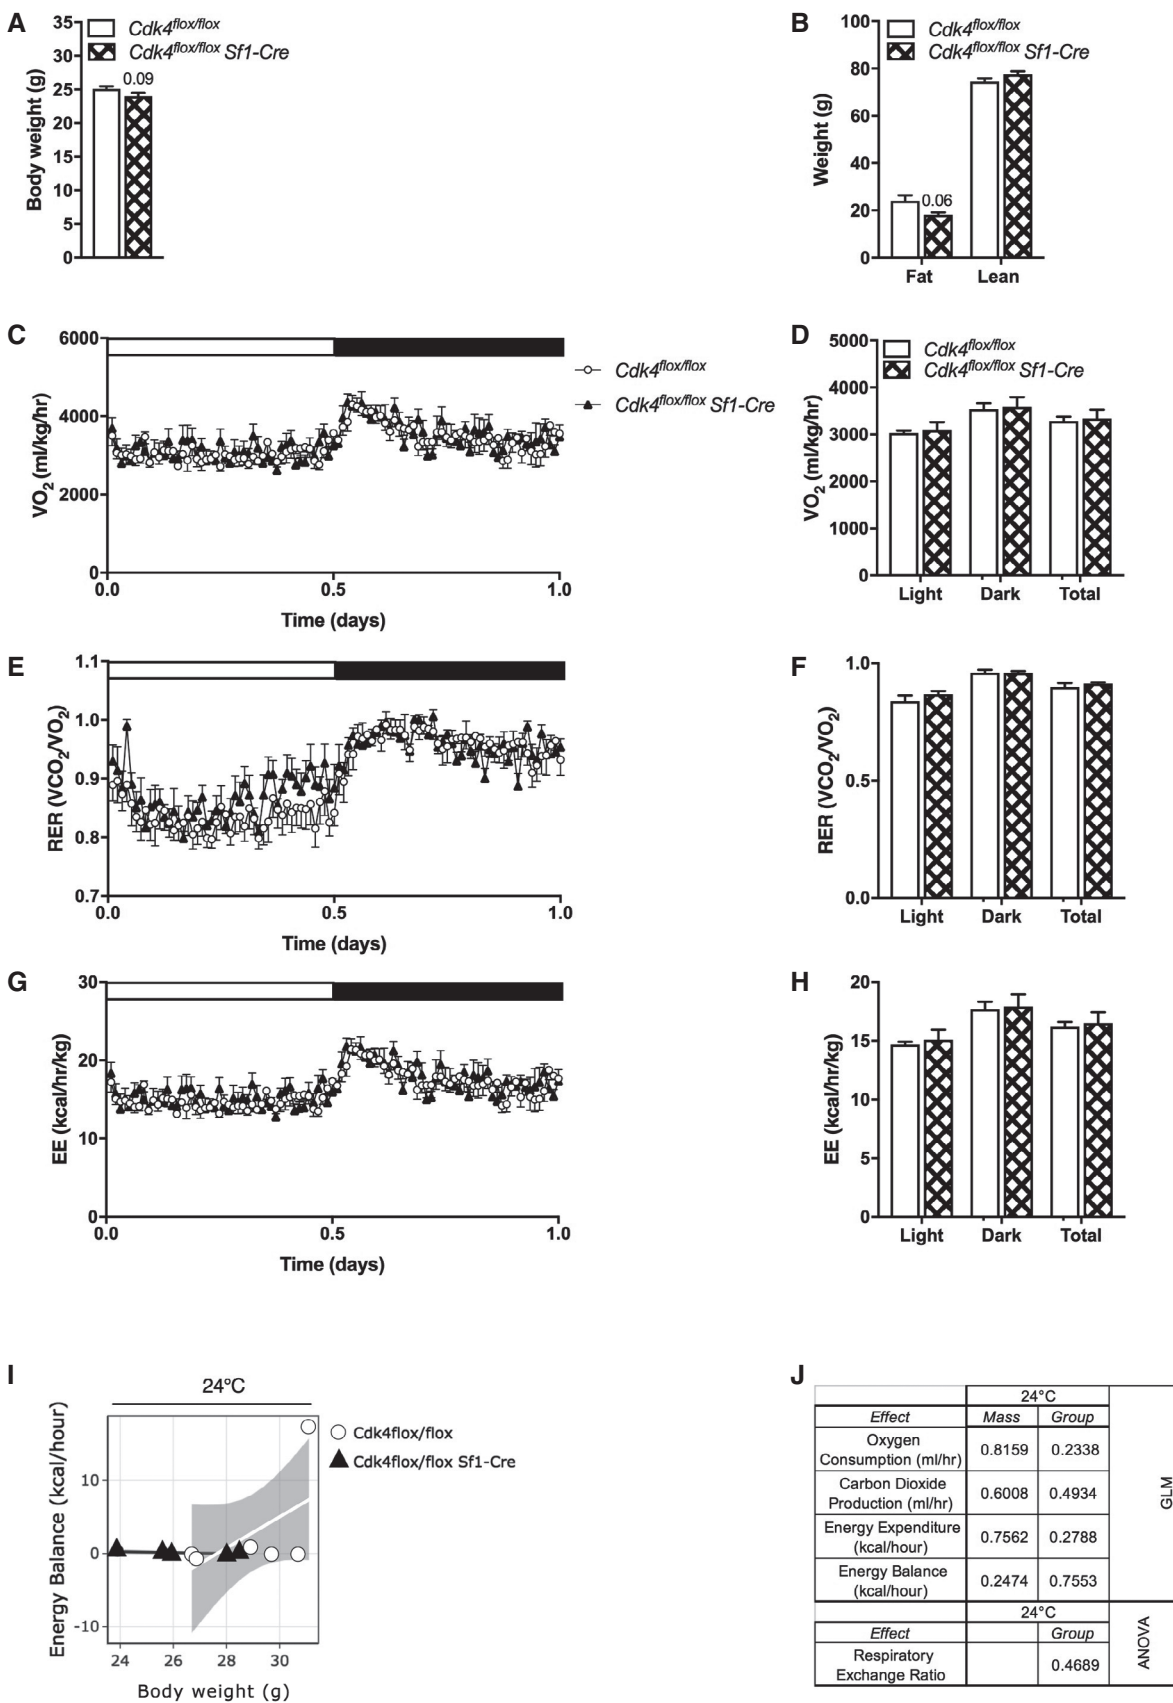 A
35
30
25
20
15
10
5
0
Body weight (g)
Cdk4flox/flox
Cdk4flox/flox Sf1-Cre
0.09
B
100
80
60
40
20
0
Weight (g)
Cdk4flox/flox
Cdk4flox/flox Sf1-Cre
0.06
Fat Lean
C
6000
4000
2000
0
VO2 (ml/kg/hr)
0.0 0.5 1.0
Time (days)
Cdk4flox/flox
Cdk4flox/flox Sf1-Cre
D
5000
4000
3000
2000
1000
0
VO2 (ml/kg/hr)
Cdk4flox/flox
Cdk4flox/flox Sf1-Cre
Light Dark Total
E
1.1
1.0
0.9
0.8
0.7
RER (VCO2/VO2)
0.0 0.5 1.0
Time (days)
F
1.0
0.5
0.0
RER (VCO2/VO2)
Light Dark Total
G
30
20
10
0
EE (kcal/hr/kg)
0.0 0.5 1.0
Time (days)
H
20
15
10
5
0
EE (kcal/hr/kg)
Light Dark Total
I
24°C
10
0
-10
Energy Balance (kcal/hour)
24 26 28 30
Body weight (g)
Cdk4flox/flox
Cdk4flox/flox Sf1-Cre
J
24°C
Effect Mass Group
Oxygen
Consumption (ml/hr) 0.8159 0.2338
Carbon Dioxide
Production (ml/hr) 0.6008 0.4934
Energy Expenditure
(kcal/hour) 0.7562 0.2788
Energy Balance
(kcal/hour) 0.2474 0.7553
GLM
24°C
Effect Group
Respiratory
Exchange Ratio 0.4689
ANOVA